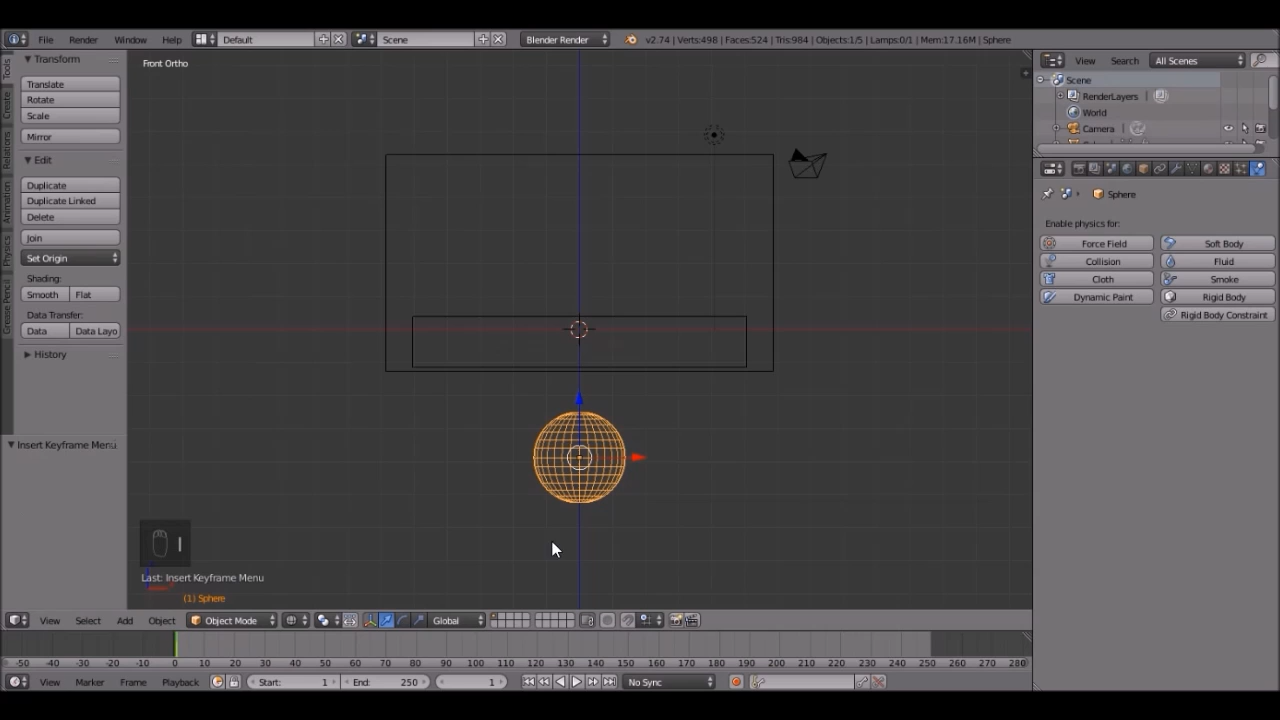 File Render Window Help Default Scene Blender Render v2.74 | Verts:498 | Faces:524 | Tris:984 | Objects:1/5 | Lamps:0/1 | Mem:17.16M | Sphere
Transform
Translate
Rotate
Scale
Mirror
Edit
Duplicate
Duplicate Linked
Delete
Join
Set Origin
Shading:
Smooth Flat
Data Transfer:
Data Data Layo
History
Insert Keyframe Menu
Tools
Create
Relations
Animation
Physics
Grease Pencil
Front Ortho
I
Last: Insert Keyframe Menu
(1) Sphere
View Select Add Object Object Mode Global
-50 -40 -30 -20 -10 0 10 20 30 40 50 60 70 80 90 100 110 120 130 140 150 160 170 180 190 200 210 220 230 240 250 260 270 280
View Marker Frame Playback Start: 1 End: 250 1 No Sync
View Search All Scenes
Scene
RenderLayers
World
Camera
Sphere
Enable physics for:
Force Field Soft Body
Collision Fluid
Cloth Smoke
Dynamic Paint Rigid Body
Rigid Body Constraint